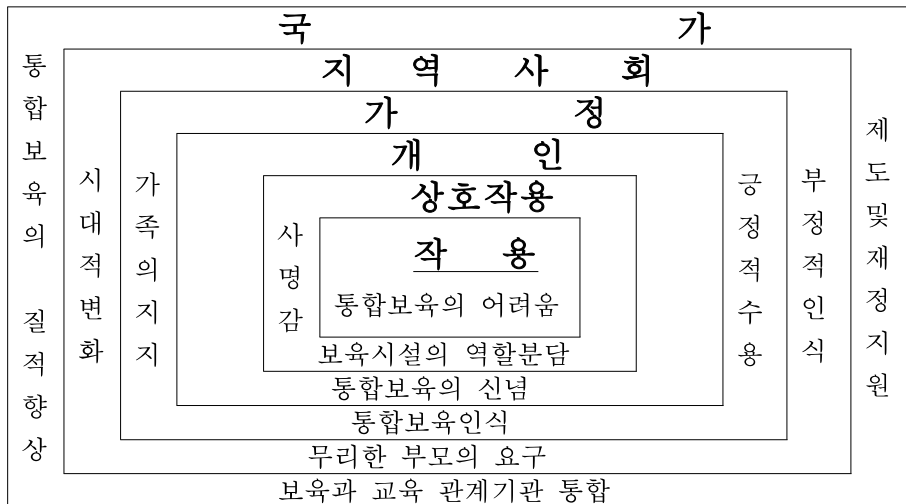 국 가
지 역 사 회
가 정
개 인
상호작용
작 용
통합보육의 어려움
보육시설의 역할분담
통합보육의 신념
통합보육인식
무리한 부모의 요구
보육과 교육 관계기관 통합
통합보육의 질적향상
시대적변화
가족의지지
사명감
긍정적수용
부정적인식
제도및재정지원